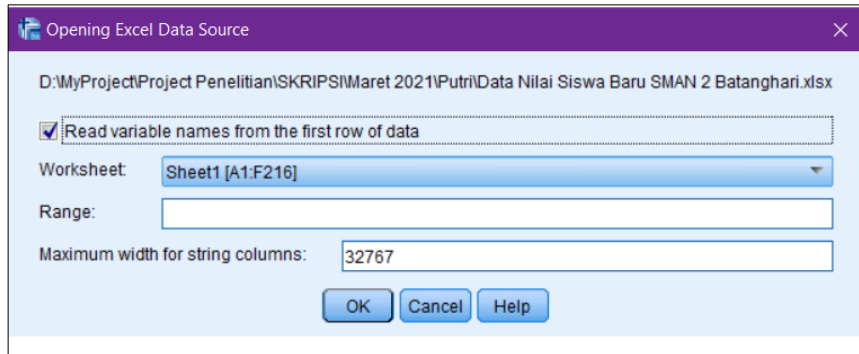 Opening Excel Data Source
D:\MyProject\Project Penelitian\SKRIPSI\Maret 2021\Putri\Data Nilai Siswa Baru SMAN 2 Batanghari.xlsx
Read variable names from the first row of data
Worksheet: Sheet1 [A1:F216]
Range:
Maximum width for string columns: 32767
OK Cancel Help